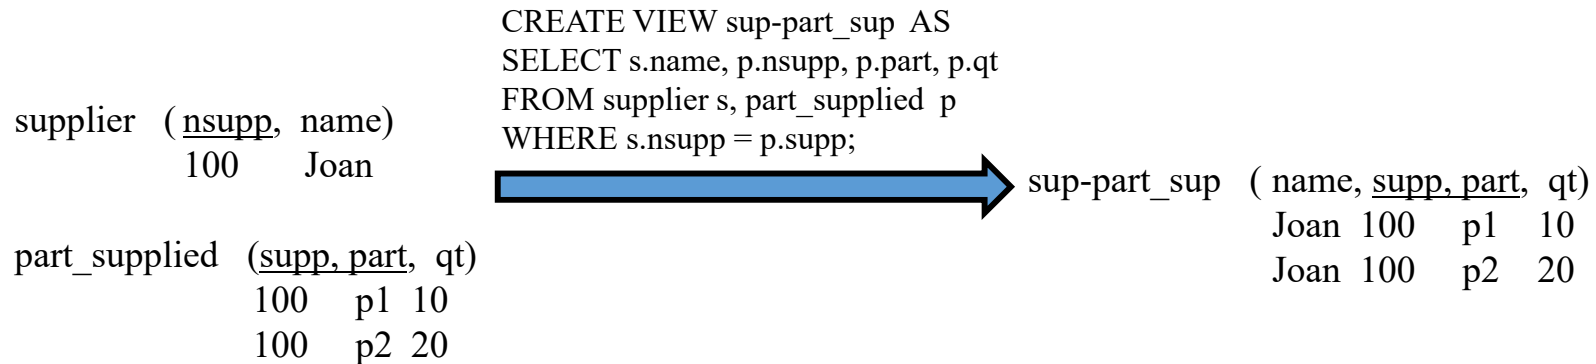 CREATE VIEW sup-part_sup AS
SELECT s.name, p.nsupp, p.part, p.qt
FROM supplier s, part_supplied p
WHERE s.nsupp = p.supp;
supplier ( nsupp, name)
100 Joan
part_supplied (supp, part, qt)
100 p1 10
100 p2 20
sup-part_sup ( name, supp, part, qt)
Joan 100 p1 10
Joan 100 p2 20